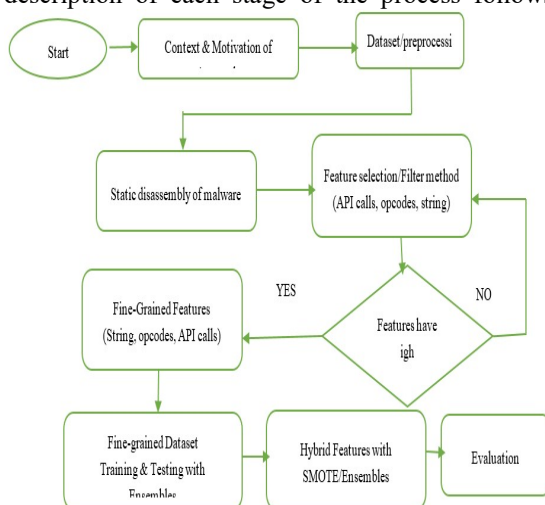 description of each stage of the process follows
Start
Context & Motivation of
Dataset/preprocessi
Static disassembly of malware
Feature selection/Filter method
(API calls, opcodes, string)
YES
NO
Fine-Grained Features
(String, opcodes, API calls)
Features have
igh
Fine-grained Dataset
Training & Testing with
Ensembles
Hybrid Features with
SMOTE/Ensembles
Evaluation